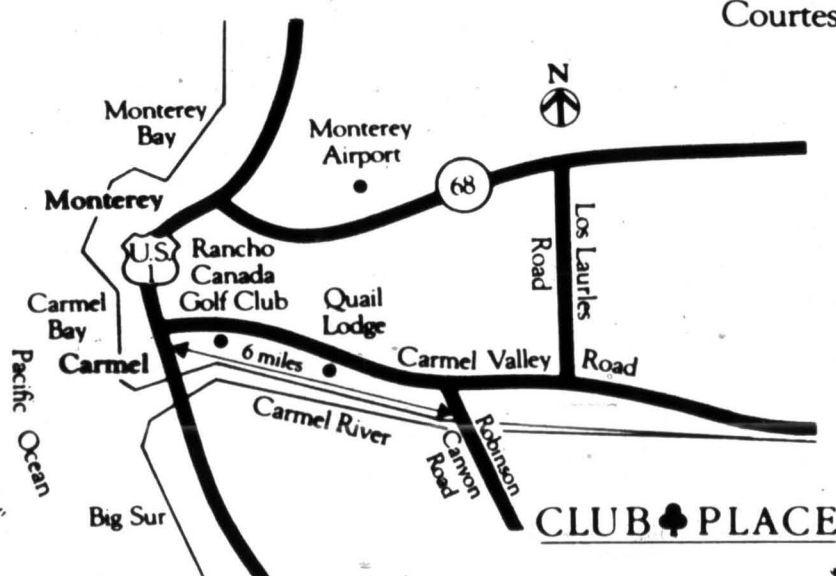 Courtes
N
Monterey
Bay
Monterey
Airport
68
Monterey
U.S.
1
Rancho
Canada
Golf Club
Los Laurles
Road
Quail
Lodge
Carmel
Bay
Carmel
6 miles
Carmel Valley Road
Pacific Ocean
Carmel River
Robinson
Canyon
Road
Big Sur
CLUB PLACE